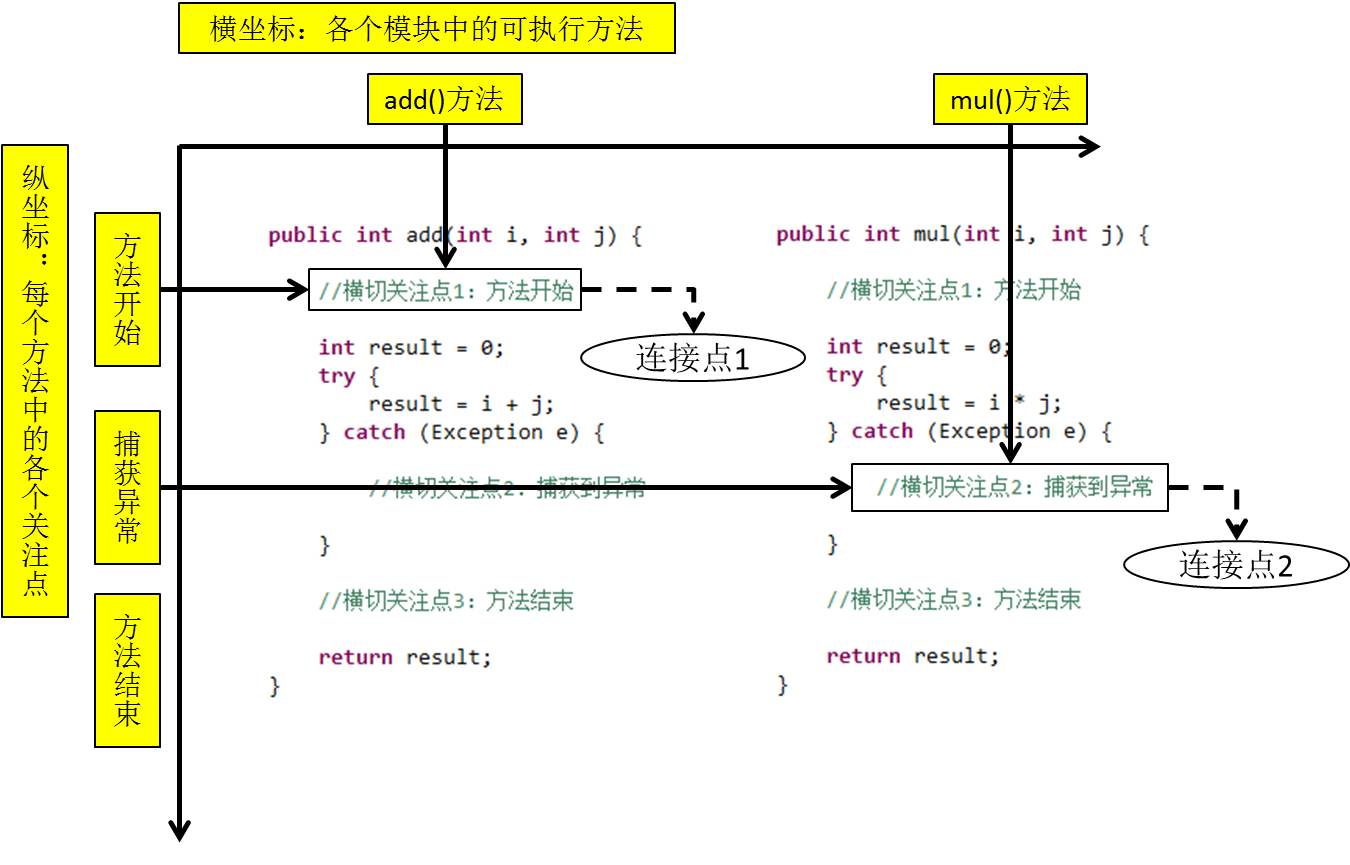 横坐标：各个模块中的可执行方法
add()方法
mul()方法
纵坐标：每个方法中的各个关注点
方法开始
捕获异常
方法结束
public int add(int i, int j) {
//横切关注点1：方法开始
int result = 0;
try {
result = i + j;
} catch (Exception e) {
//横切关注点2：捕获到异常
}
//横切关注点3：方法结束
return result;
}
连接点1
public int mul(int i, int j) {
//横切关注点1：方法开始
int result = 0;
try {
result = i * j;
} catch (Exception e) {
//横切关注点2：捕获到异常
}
//横切关注点3：方法结束
return result;
}
连接点2